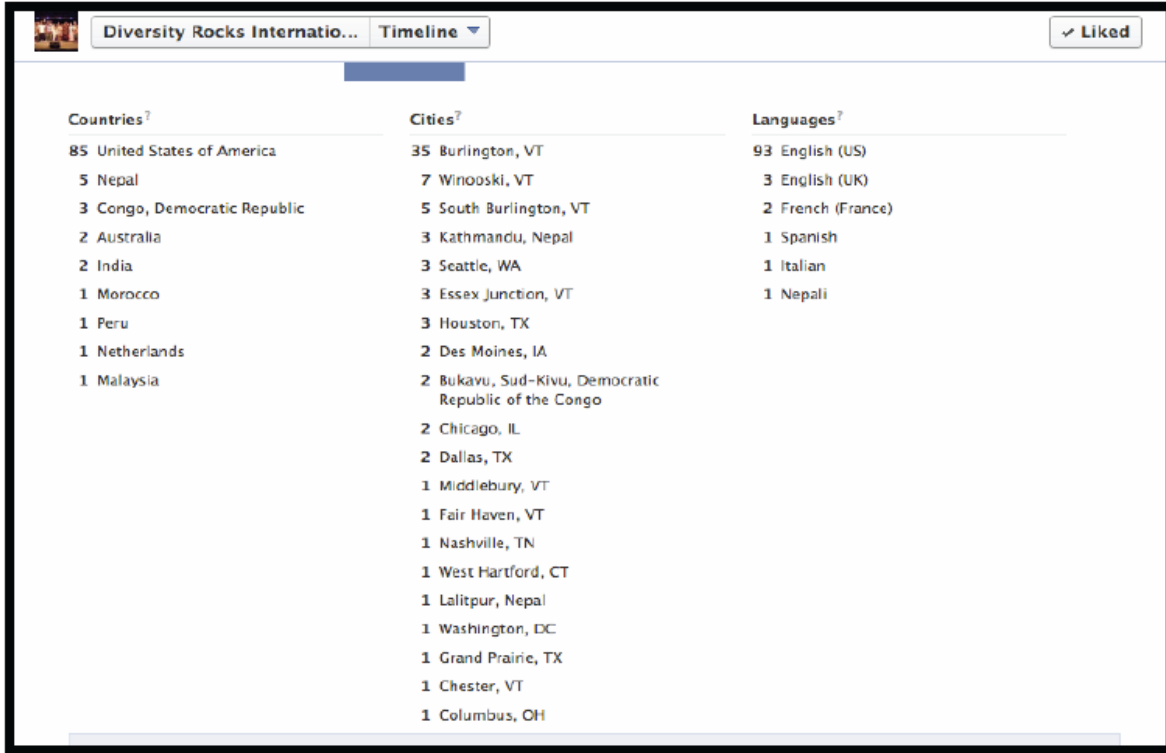 Diversity Rocks Internatio... Timeline
✓ Liked
Countries?
85 United States of America
5 Nepal
3 Congo, Democratic Republic
2 Australia
2 India
1 Morocco
1 Peru
1 Netherlands
1 Malaysia
Cities?
35 Burlington, VT
7 Winooski, VT
5 South Burlington, VT
3 Kathmandu, Nepal
3 Seattle, WA
3 Essex Junction, VT
3 Houston, TX
2 Des Moines, IA
2 Bukavu, Sud-Kivu, Democratic
Republic of the Congo
2 Chicago, IL
2 Dallas, TX
1 Middlebury, VT
1 Fair Haven, VT
1 Nashville, TN
1 West Hartford, CT
1 Lalitpur, Nepal
1 Washington, DC
1 Grand Prairie, TX
1 Chester, VT
1 Columbus, OH
Languages?
93 English (US)
3 English (UK)
2 French (France)
1 Spanish
1 Italian
1 Nepali